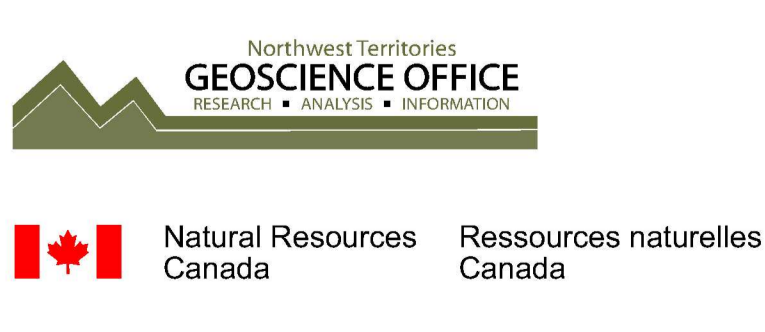 Northwest Territories
GEOSCIENCE OFFICE
RESEARCH ▪ ANALYSIS ▪ INFORMATION
Natural Resources
Canada
Ressources naturelles
Canada